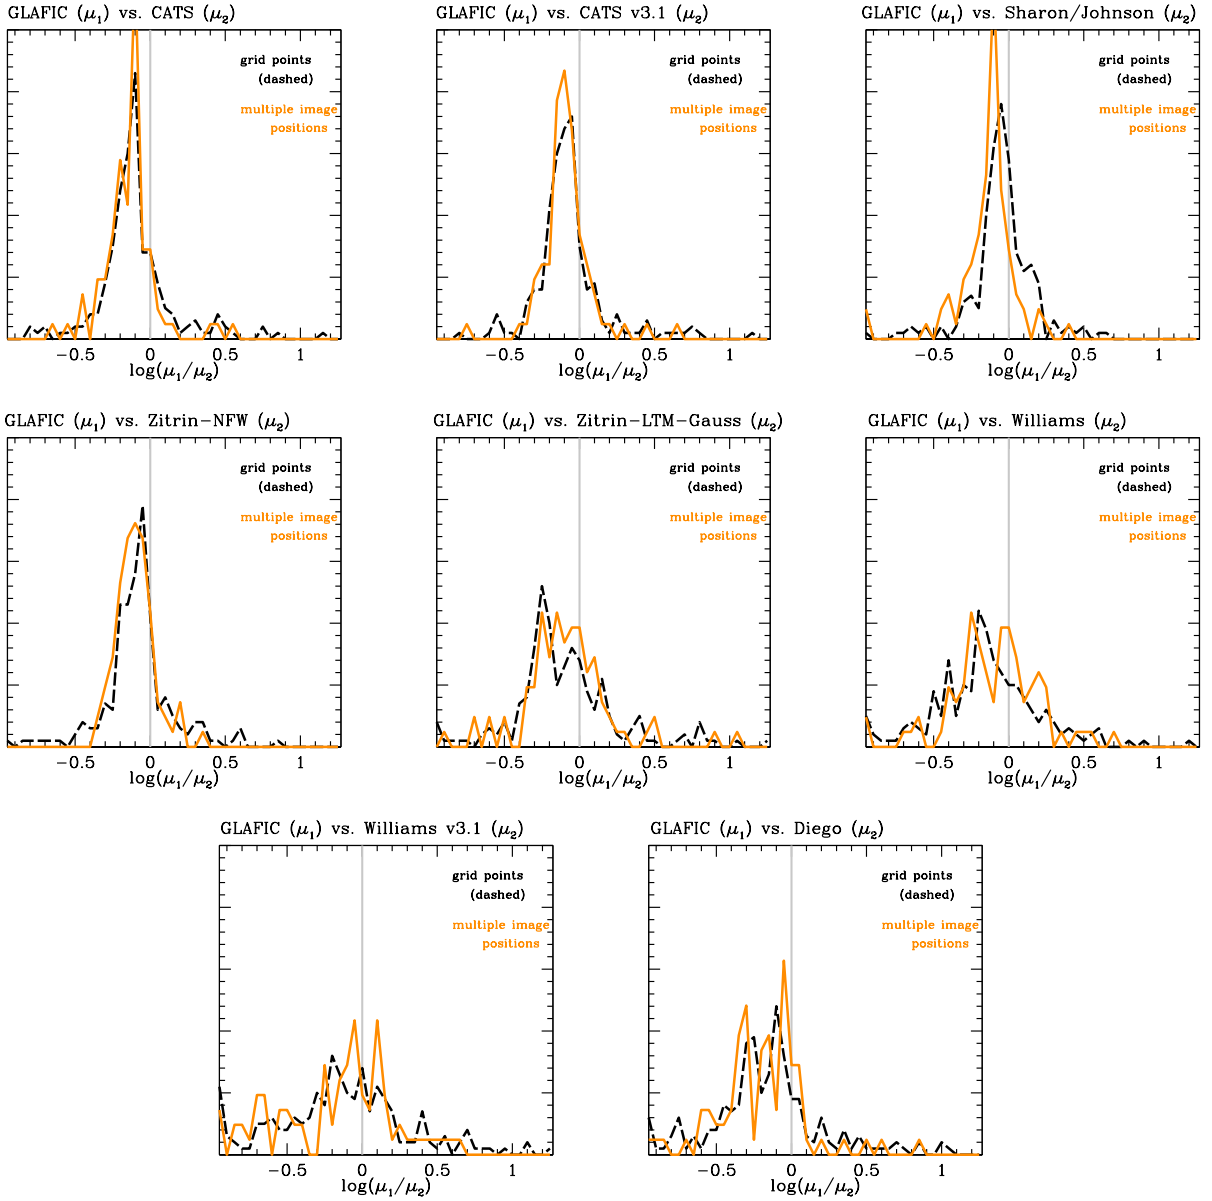 GLAFIC (μ₁) vs. CATS (μ₂)
grid points
(dashed)
multiple image
positions
−0.5 0 0.5 1
log(μ₁/μ₂)
GLAFIC (μ₁) vs. CATS v3.1 (μ₂)
grid points
(dashed)
multiple image
positions
−0.5 0 0.5 1
log(μ₁/μ₂)
GLAFIC (μ₁) vs. Sharon/Johnson (μ₂)
grid points
(dashed)
multiple image
positions
−0.5 0 0.5 1
log(μ₁/μ₂)
GLAFIC (μ₁) vs. Zitrin−NFW (μ₂)
grid points
(dashed)
multiple image
positions
−0.5 0 0.5 1
log(μ₁/μ₂)
GLAFIC (μ₁) vs. Zitrin−LTM−Gauss (μ₂)
grid points
(dashed)
multiple image
positions
−0.5 0 0.5 1
log(μ₁/μ₂)
GLAFIC (μ₁) vs. Williams (μ₂)
grid points
(dashed)
multiple image
positions
−0.5 0 0.5 1
log(μ₁/μ₂)
GLAFIC (μ₁) vs. Williams v3.1 (μ₂)
grid points
(dashed)
multiple image
positions
−0.5 0 0.5 1
log(μ₁/μ₂)
GLAFIC (μ₁) vs. Diego (μ₂)
grid points
(dashed)
multiple image
positions
−0.5 0 0.5 1
log(μ₁/μ₂)